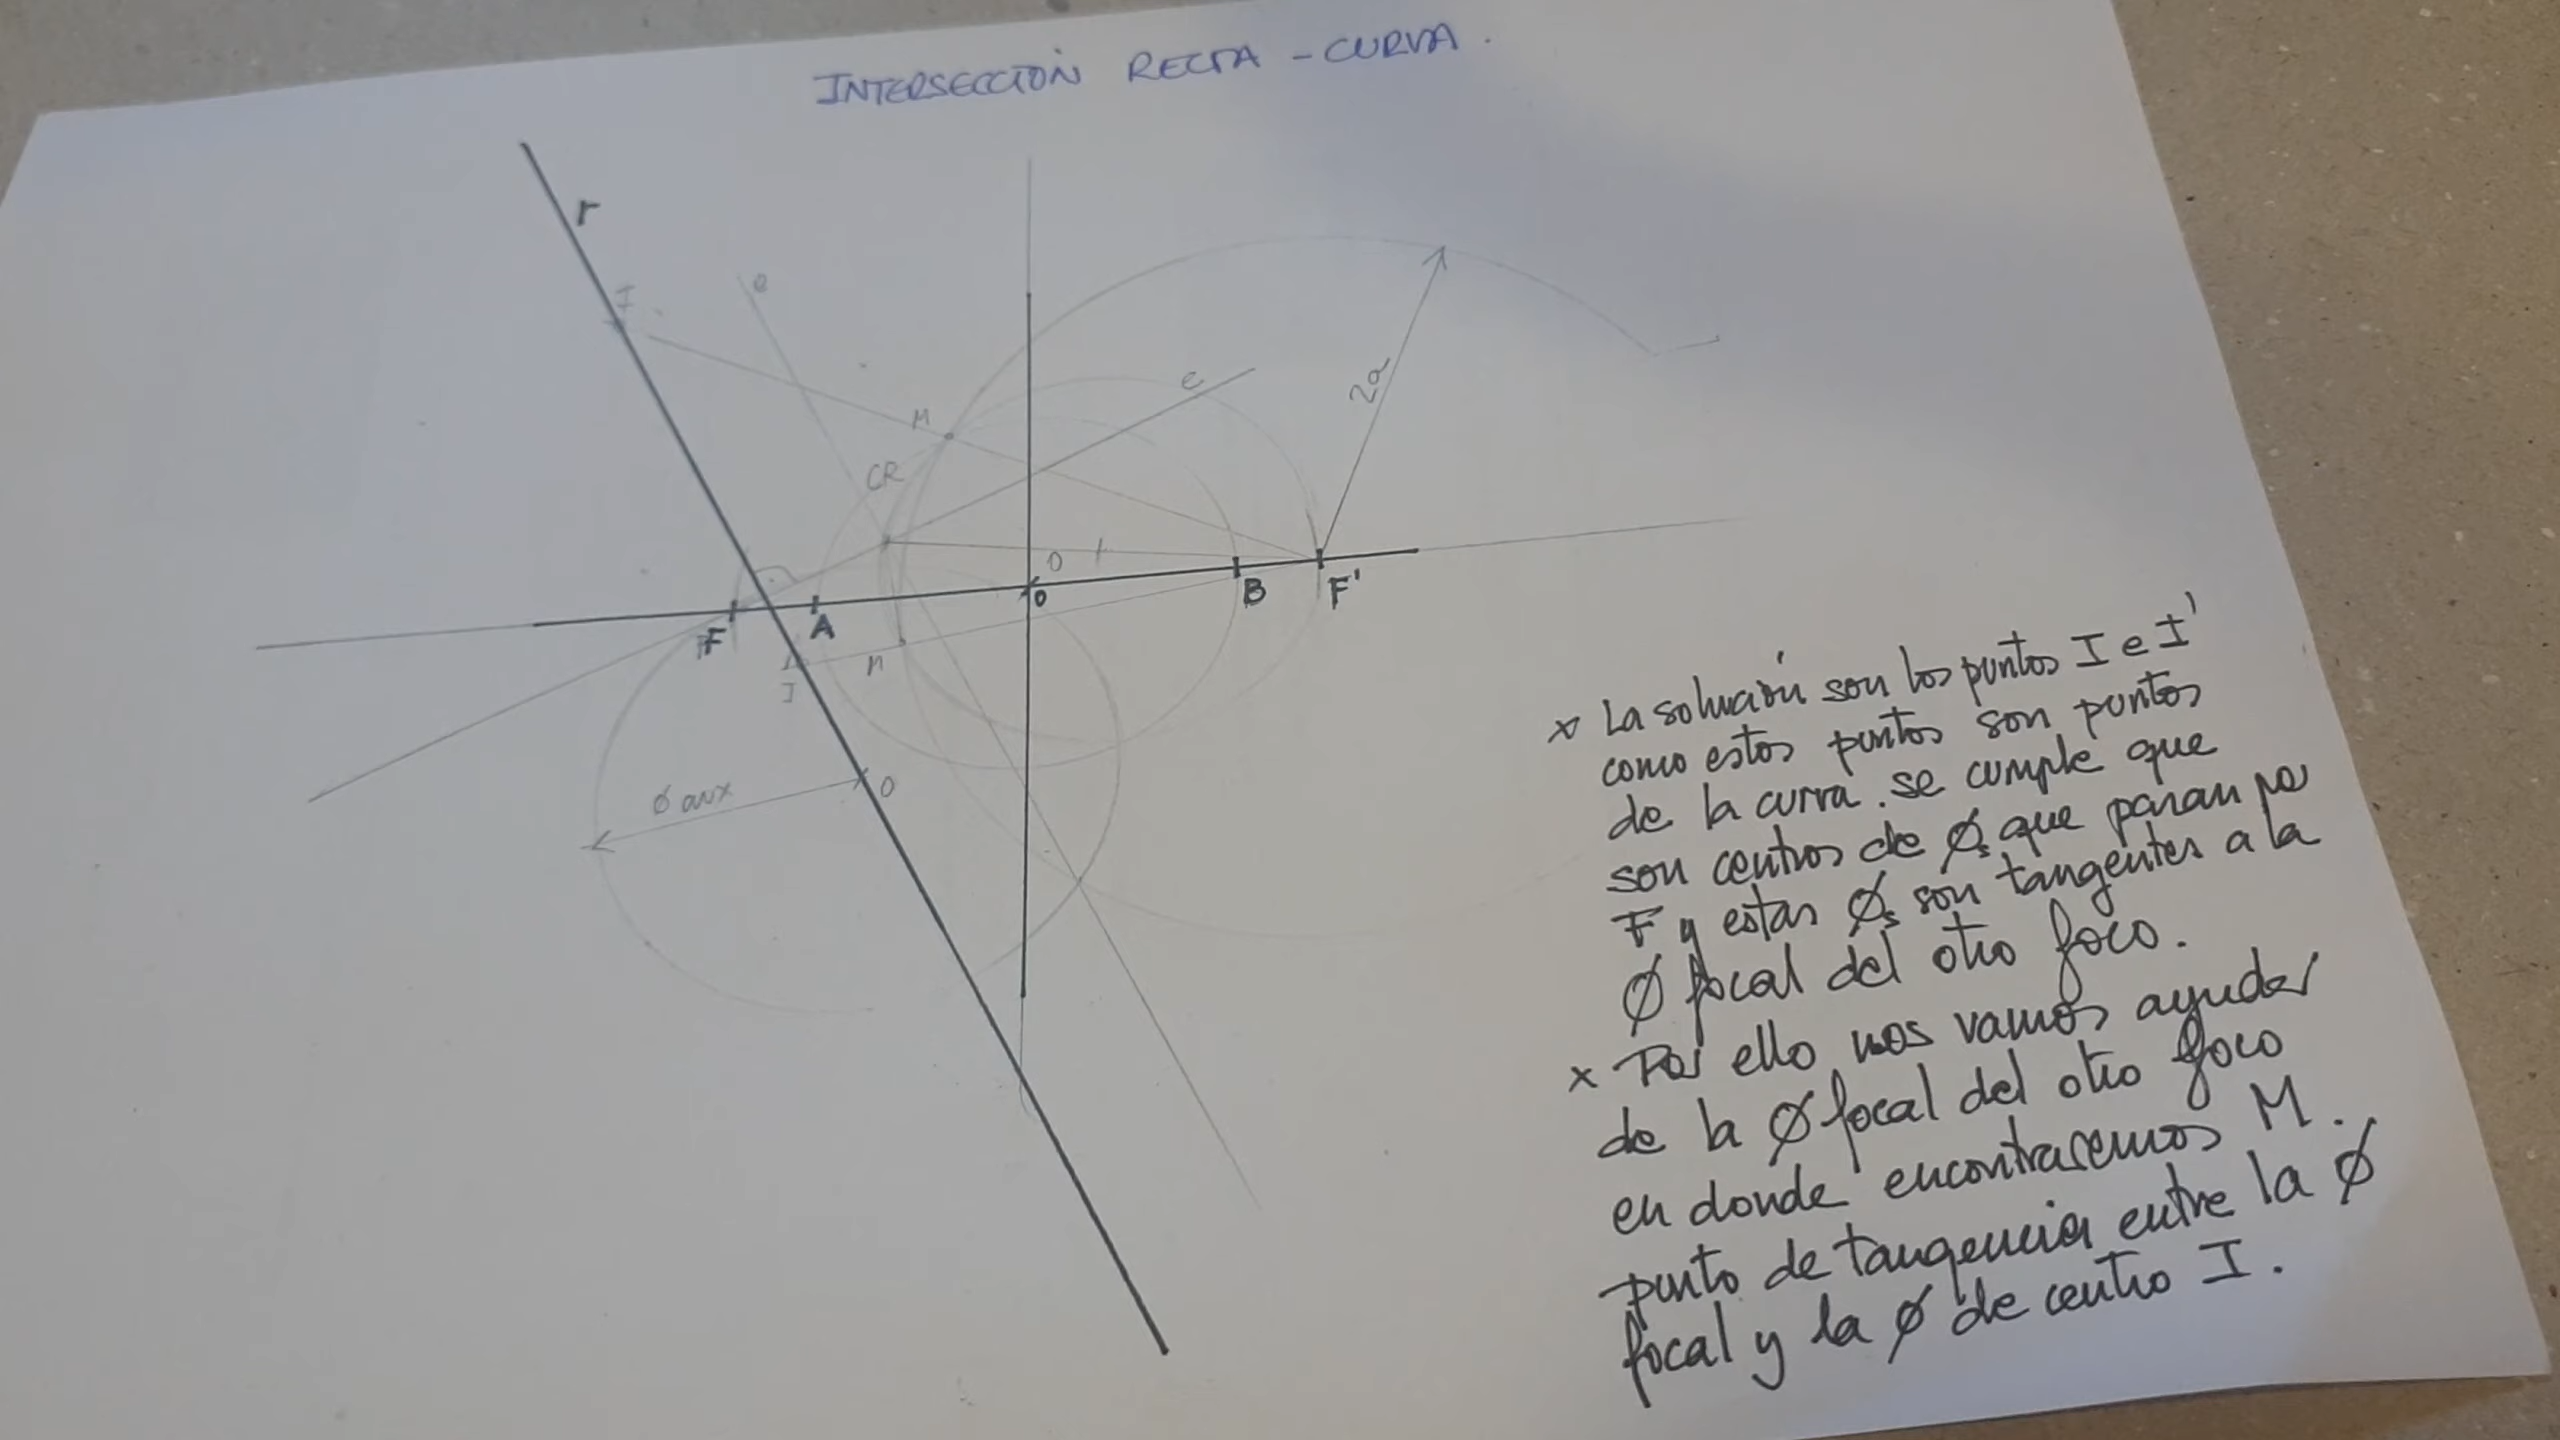 INTERSECCIÓN RECTA - CURVA.
r
I
e
e
M
2a
CR
O
O
B
F'
F
A
M
I
O
Ø aux
x La solución son los puntos I e I'
como estos puntos son puntos
de la curva. se cumple que
son centros de Øs que pasan por
F y estas Øs son tangentes a la
Ø focal del otro foco.
x Por ello nos vamos ayudar
de la Ø focal del otro foco
en donde encontraremos M.
punto de tangencia entre la Ø
focal y la Ø de centro I.